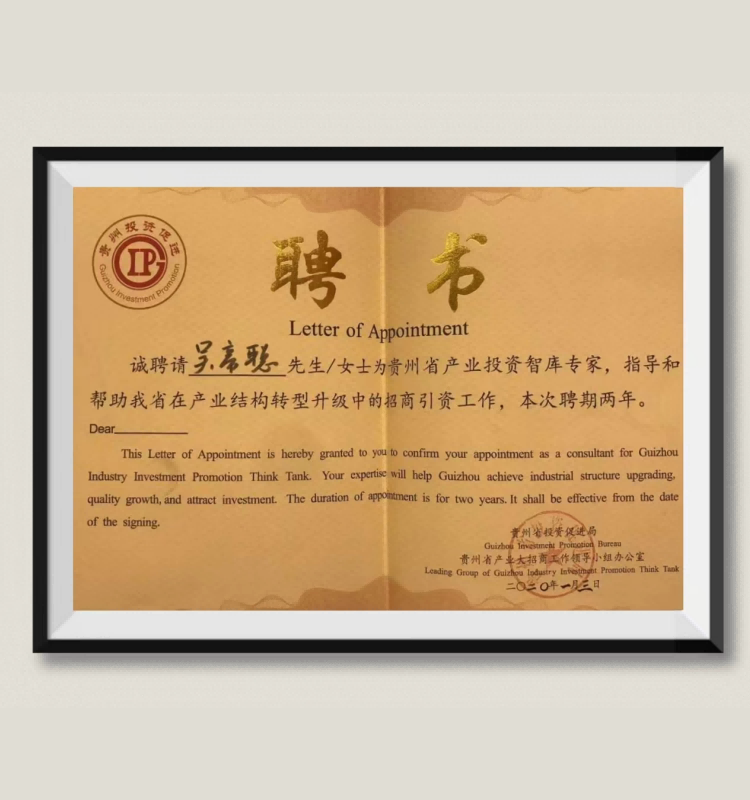 贵州投资促进
IPG
Guizhou Investment Promotion
聘 书
Letter of Appointment
诚聘请吴帝聪先生/女士为贵州省产业投资智库专家，指导和
帮助我省在产业结构转型升级中的招商引资工作，本次聘期两年。
Dear
This Letter of Appointment is hereby granted to you to confirm your appointment as a consultant for Guizhou
Industry Investment Promotion Think Tank. Your expertise will help Guizhou achieve industrial structure upgrading,
quality growth, and attract investment. The duration of appointment is for two years. It shall be effective from the date
of the signing.
贵州省投资促进局
Guizhou Investment Promotion Bureau
贵州省产业大招商工作领导小组办公室
Leading Group of Guizhou Industry Investment Promotion Think Tank
二〇二〇年一月三日